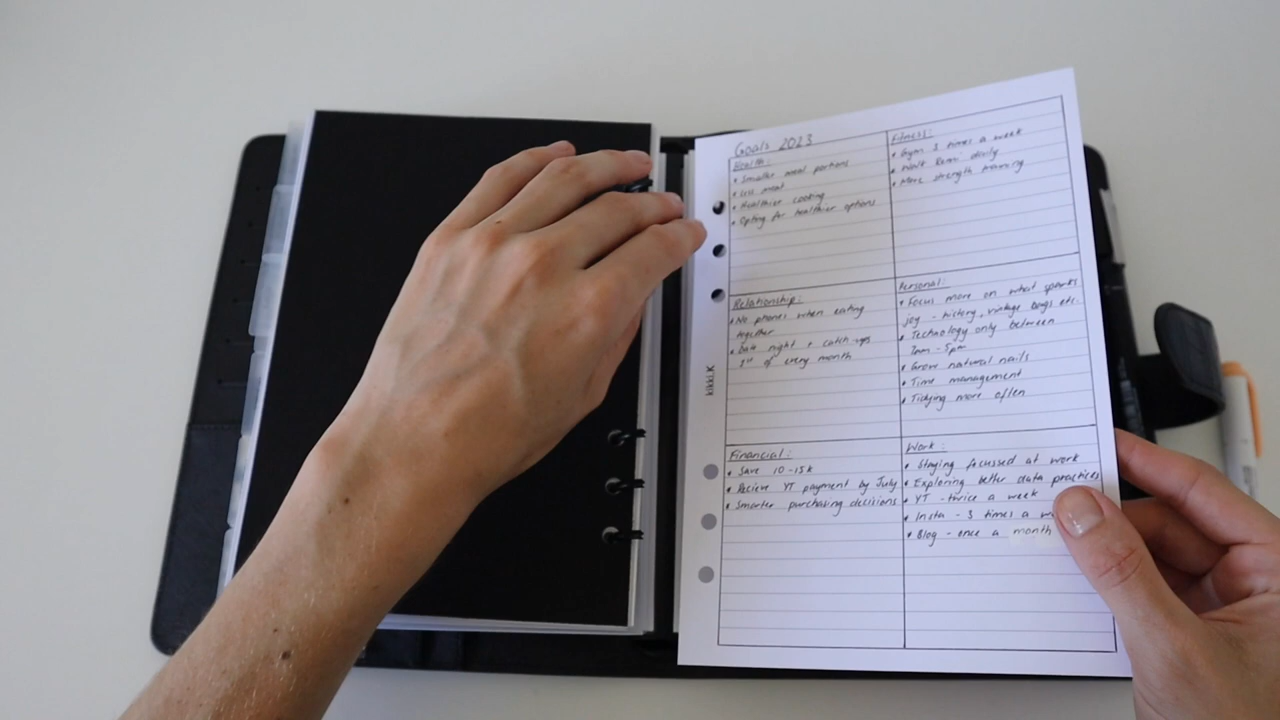 Goals 2023
Health:
• Smaller meal portions
• Less meat
• Healthier cooking
• Opting for healthier options
Fitness:
• Gym 3 times a week
• Walk Remi daily
• More strength training
Relationship:
• No phones when eating
together
• Date night + catch-ups
1st of every month
Personal:
• Focus more on what sparks
joy - history, vintage bags etc.
• Technology only between
7am - 5pm
• Grow natural nails
• Time management
• Tidying more often
Financial:
• Save 10-15k
• Recieve YT payment by July
• Smarter purchasing decisions
Work:
• Staying focussed at work
• Exploring better data practices
• YT - twice a week
• Insta - 3 times a
• Blog - once a month
kikki.K